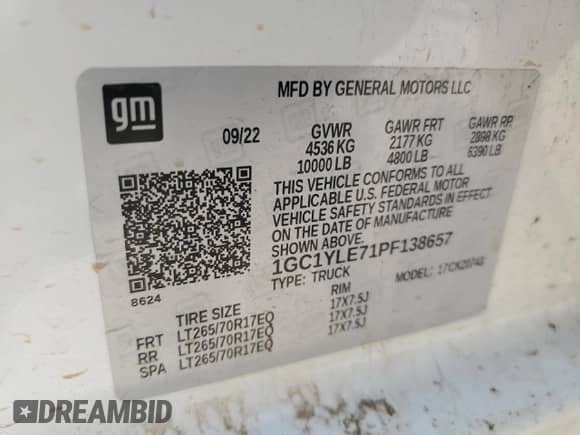 gm
MFD BY GENERAL MOTORS LLC
09/22 GVWR GAWR FRT GAWR RR
4536 KG 2177 KG 2898 KG
10000 LB 4800 LB 6390 LB
THIS VEHICLE CONFORMS TO ALL
APPLICABLE U.S. FEDERAL MOTOR
VEHICLE SAFETY STANDARDS IN EFFECT
ON THE DATE OF MANUFACTURE
SHOWN ABOVE.
1GC1YLE71PF138657
TYPE: TRUCK MODEL:
8624
TIRE SIZE RIM
FRT LT265/70R17EQ 17X7.5J
RR LT265/70R17EQ 17X7.5J
SPA LT265/70R17EQ 17X7.5J
DREAMBID